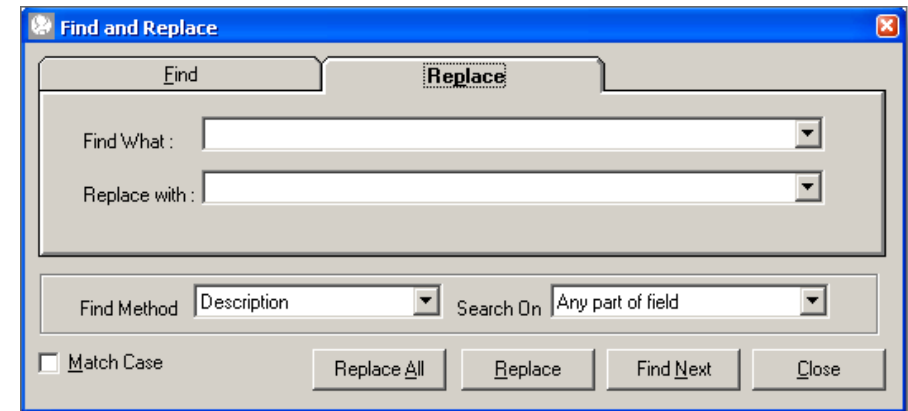 Find and Replace
Find Replace
Find What :
Replace with :
Find Method Description Search On Any part of field
Match Case Replace All Replace Find Next Close